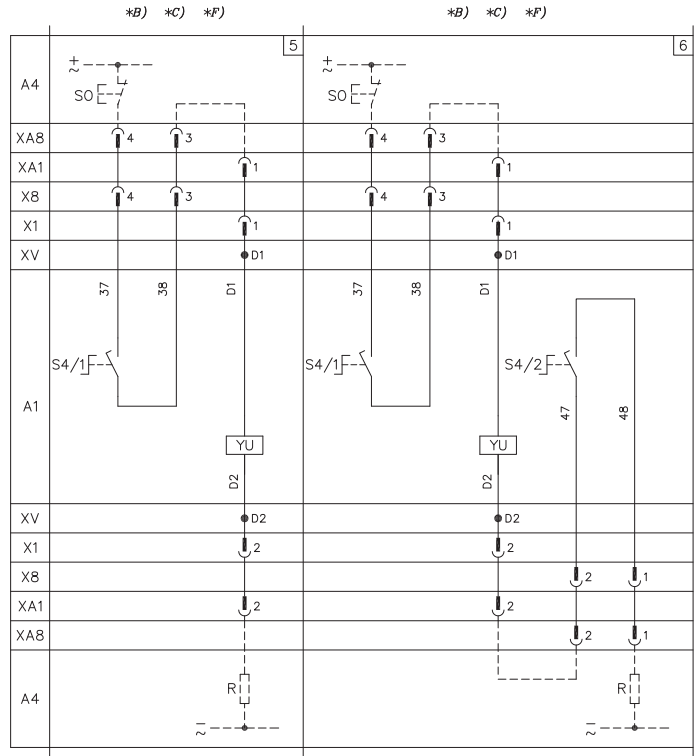 *B) *C) *F) *B) *C) *F)
5 6
+ +
~ ~
A4 SO SO
XA8 4 3 4 3
XA1 1 1
X8 4 3 4 3
X1 1 1
XV D1 D1
37 38 D1 37 38 D1
S4/1 S4/1 S4/2
A1 47 48
YU YU
D2 D2
XV D2 D2
X1 2 2
X8 2 1
XA1 2 2
XA8 2 1
A4 R R
− −
~ ~